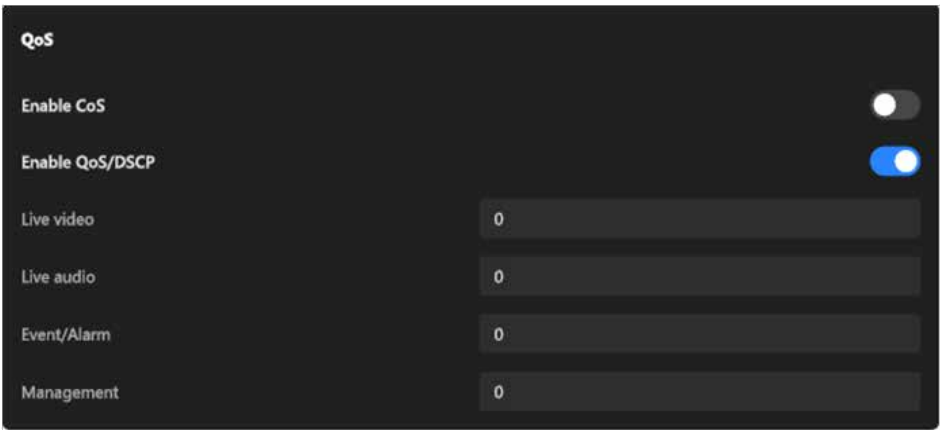 QoS
Enable CoS
Enable QoS/DSCP
Live video 0
Live audio 0
Event/Alarm 0
Management 0